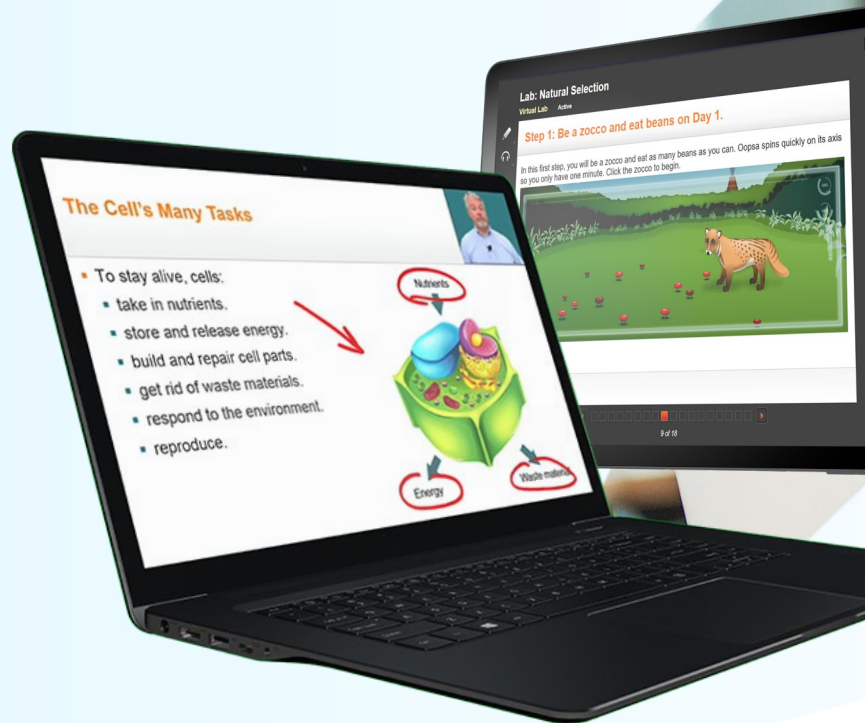 The Cell's Many Tasks
To stay alive, cells:
take in nutrients.
store and release energy.
build and repair cell parts.
get rid of waste materials.
respond to the environment.
reproduce.
Nutrients
Energy
Waste material
Lab: Natural Selection
Virtual Lab Active
Step 1: Be a zocco and eat beans on Day 1.
In this first step, you will be a zocco and eat as many beans as you can. Oopsa spins quickly on its axis
so you only have one minute. Click the zocco to begin.
9 of 18